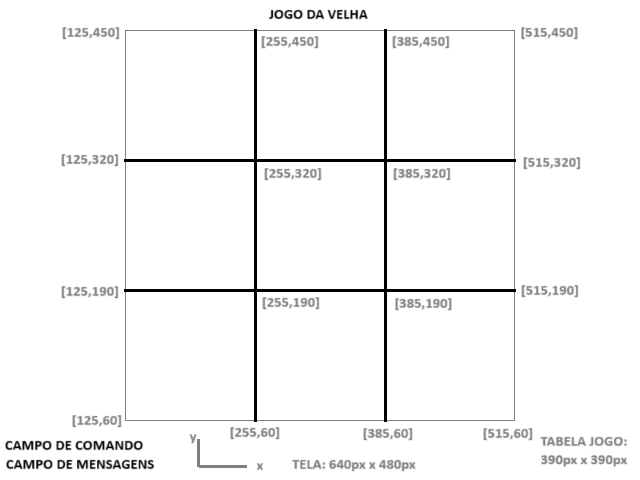 JOGO DA VELHA
[125,450]
[255,450]
[385,450]
[515,450]
[125,320]
[255,320]
[385,320]
[515,320]
[125,190]
[255,190]
[385,190]
[515,190]
[125,60]
[255,60]
[385,60]
[515,60]
CAMPO DE COMANDO
CAMPO DE MENSAGENS
y
x
TELA: 640px x 480px
TABELA JOGO:
390px x 390px